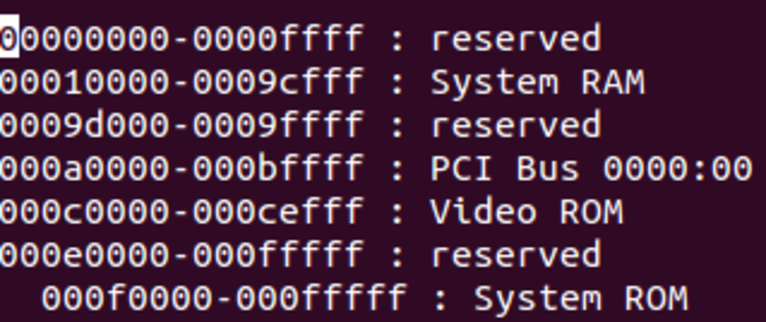 00000000-0000ffff : reserved
00010000-0009cfff : System RAM
0009d000-0009ffff : reserved
000a0000-000bffff : PCI Bus 0000:00
000c0000-000cefff : Video ROM
000e0000-000fffff : reserved
  000f0000-000fffff : System ROM